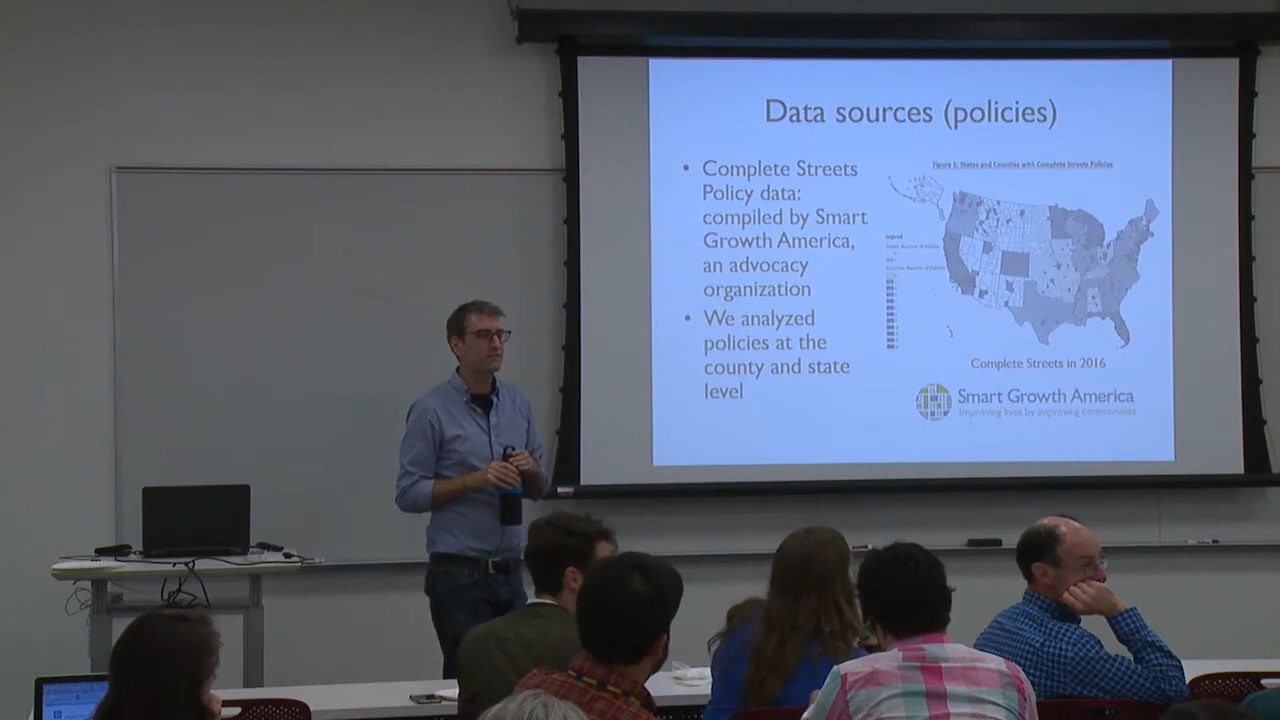 Data sources (policies)
• Complete Streets
Policy data:
compiled by Smart
Growth America,
an advocacy
organization
• We analyzed
policies at the
county and state
level
Figure 1: States and Counties with Complete Streets Policies
Legend
Complete Streets in 2016
Smart Growth America
Improving lives by improving communities